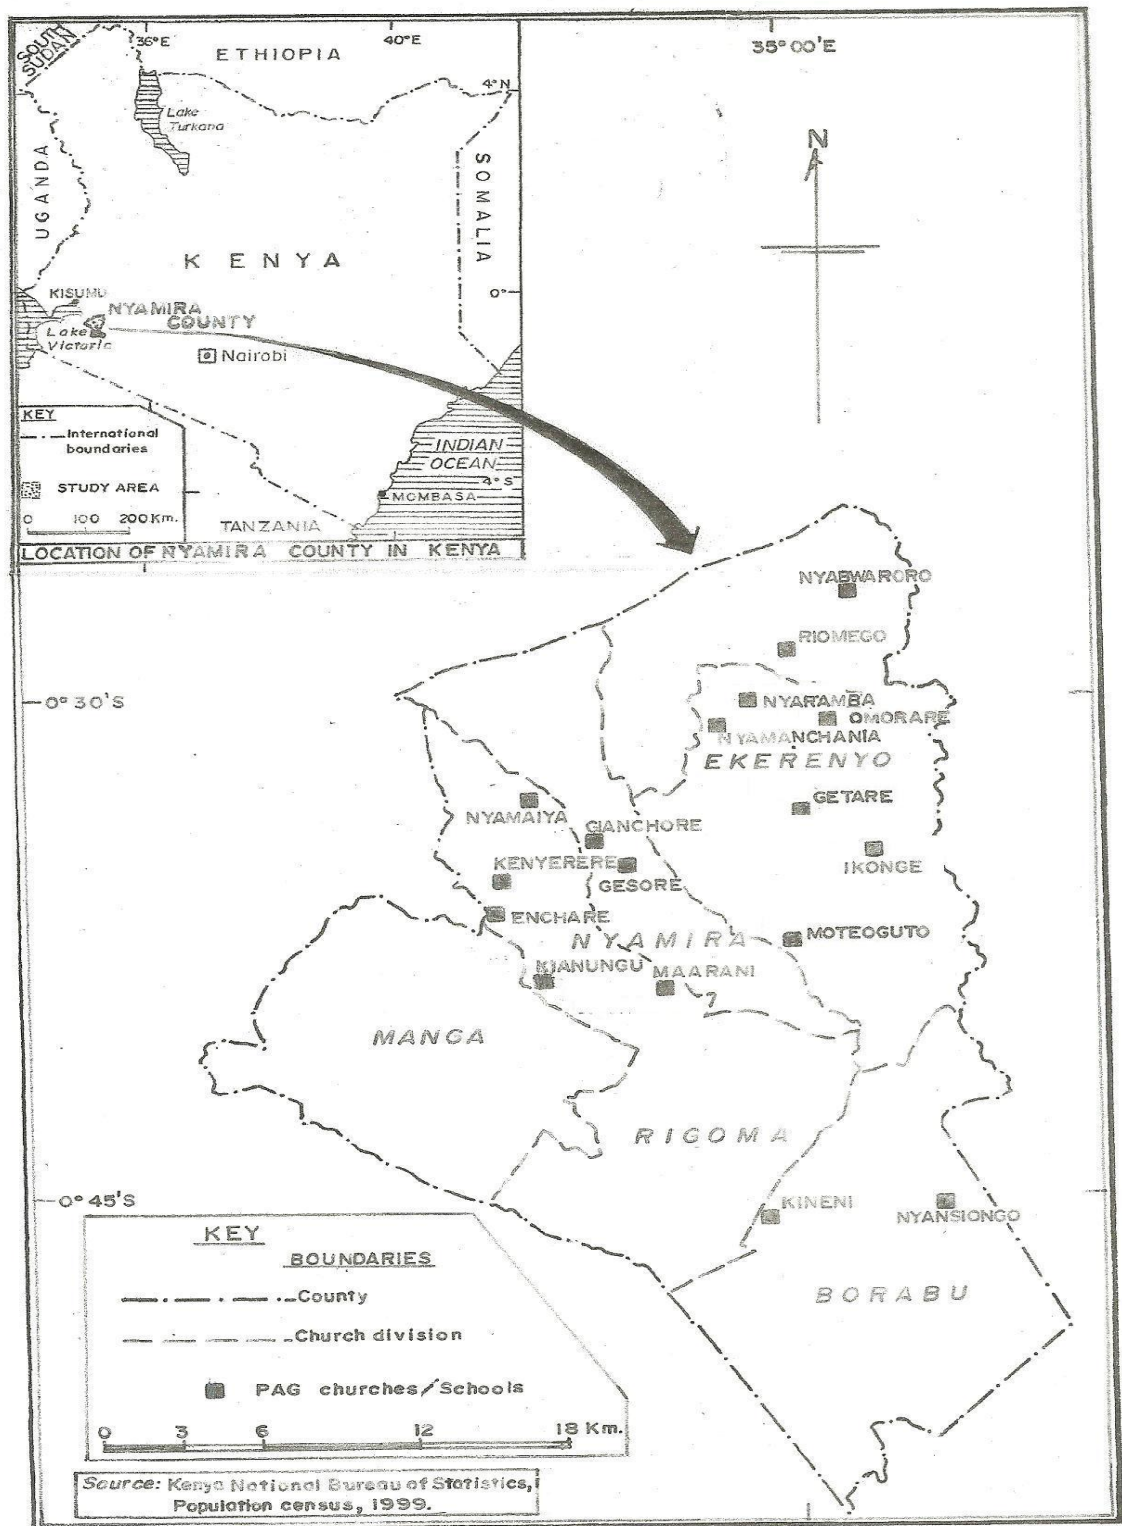 SOUTH
SUDAN
36°E
40°E
ETHIOPIA
4°N
Lake
Turkana
UGANDA
SOMALIA
KENYA
0°
KISUMU
NYAMIRA
COUNTY
Lake
Victoria
Nairobi
KEY
International
boundaries
STUDY AREA
0 100 200 Km.
INDIAN
OCEAN
4°S
MOMBASA
TANZANIA
LOCATION OF NYAMIRA COUNTY IN KENYA
35°00'E
N
NYABWARORO
RIOMEGO
0°30'S
NYARAMBA
OMORARE
NYAMANCHANIA
EKERENYO
GETARE
NYAMAIYA
GIANCHORE
IKONGE
KENYERERE
GESORE
ENCHARE
NYAMIRA
MOTEOGUTO
KIANUNGU
MAARANI
MANGA
RIGOMA
0°45'S
KINENI
NYANSIONGO
BORABU
KEY
BOUNDARIES
County
Church division
PAG churches/Schools
0 3 6 12 18 Km.
Source: Kenya National Bureau of Statistics,
Population census, 1999.